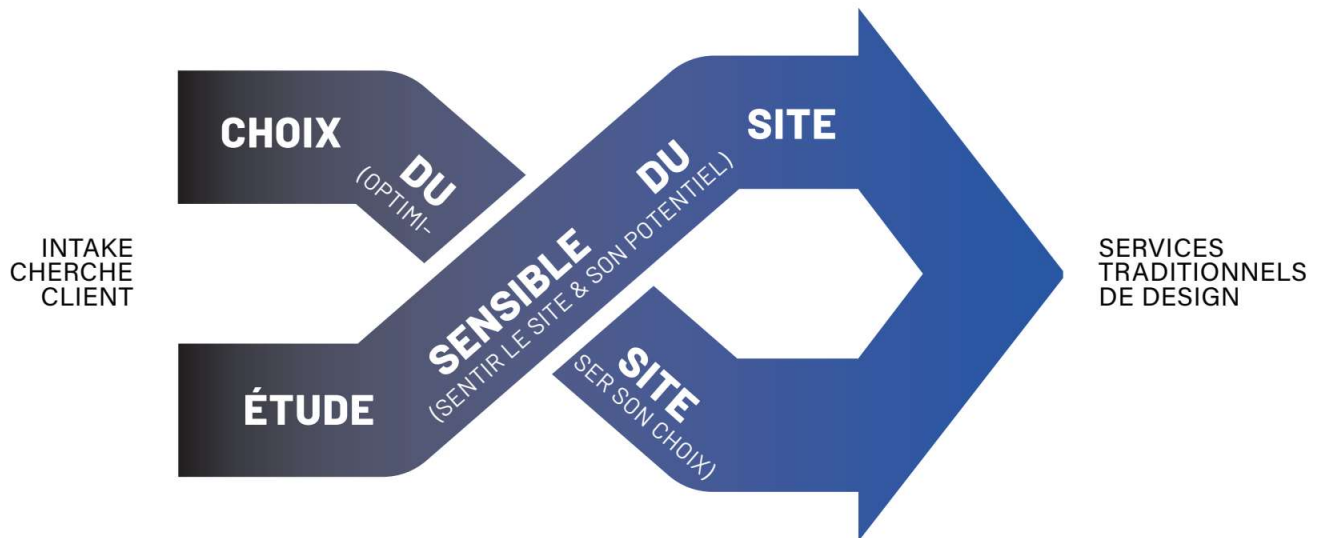 INTAKE
CHERCHE
CLIENT
CHOIX DU SITE
(OPTIMI-
SER SON CHOIX)
ÉTUDE SENSIBLE DU SITE
(SENTIR LE SITE & SON POTENTIEL)
SERVICES
TRADITIONNELS
DE DESIGN